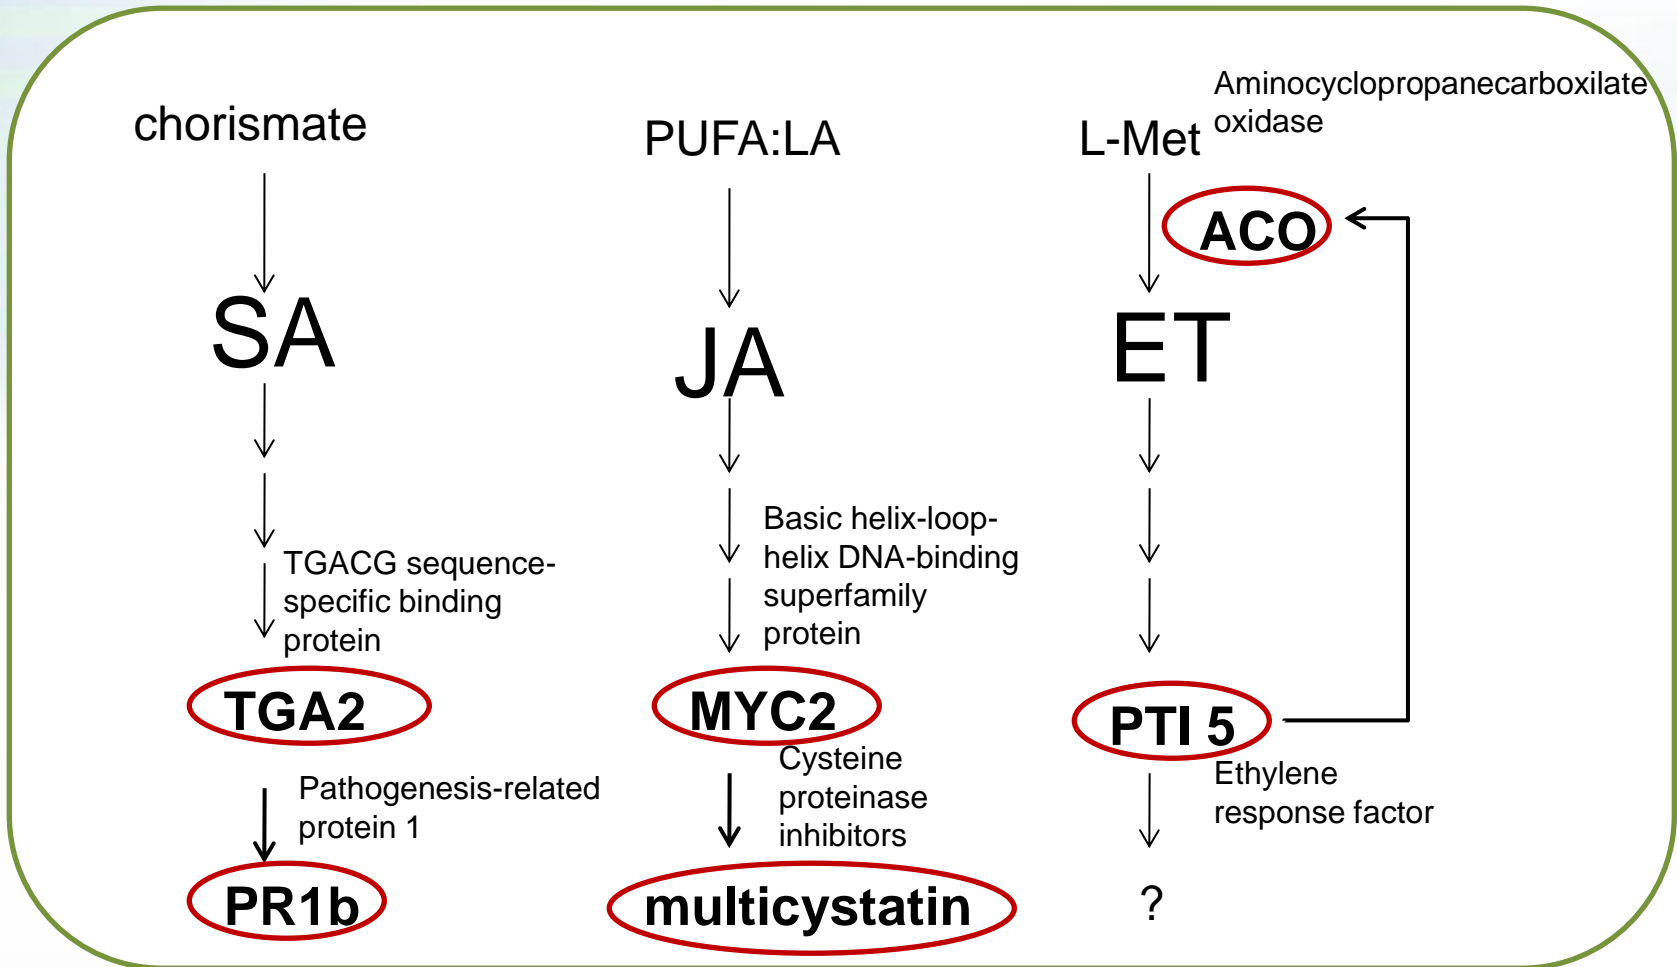 chorismate
PUFA:LA
L-Met
Aminocyclopropanecarboxilate
oxidase
ACO
SA
JA
ET
TGACG sequence-
specific binding
protein
Basic helix-loop-
helix DNA-binding
superfamily
protein
TGA2
MYC2
PTI 5
Pathogenesis-related
protein 1
Cysteine
proteinase
inhibitors
Ethylene
response factor
PR1b
multicystatin
?